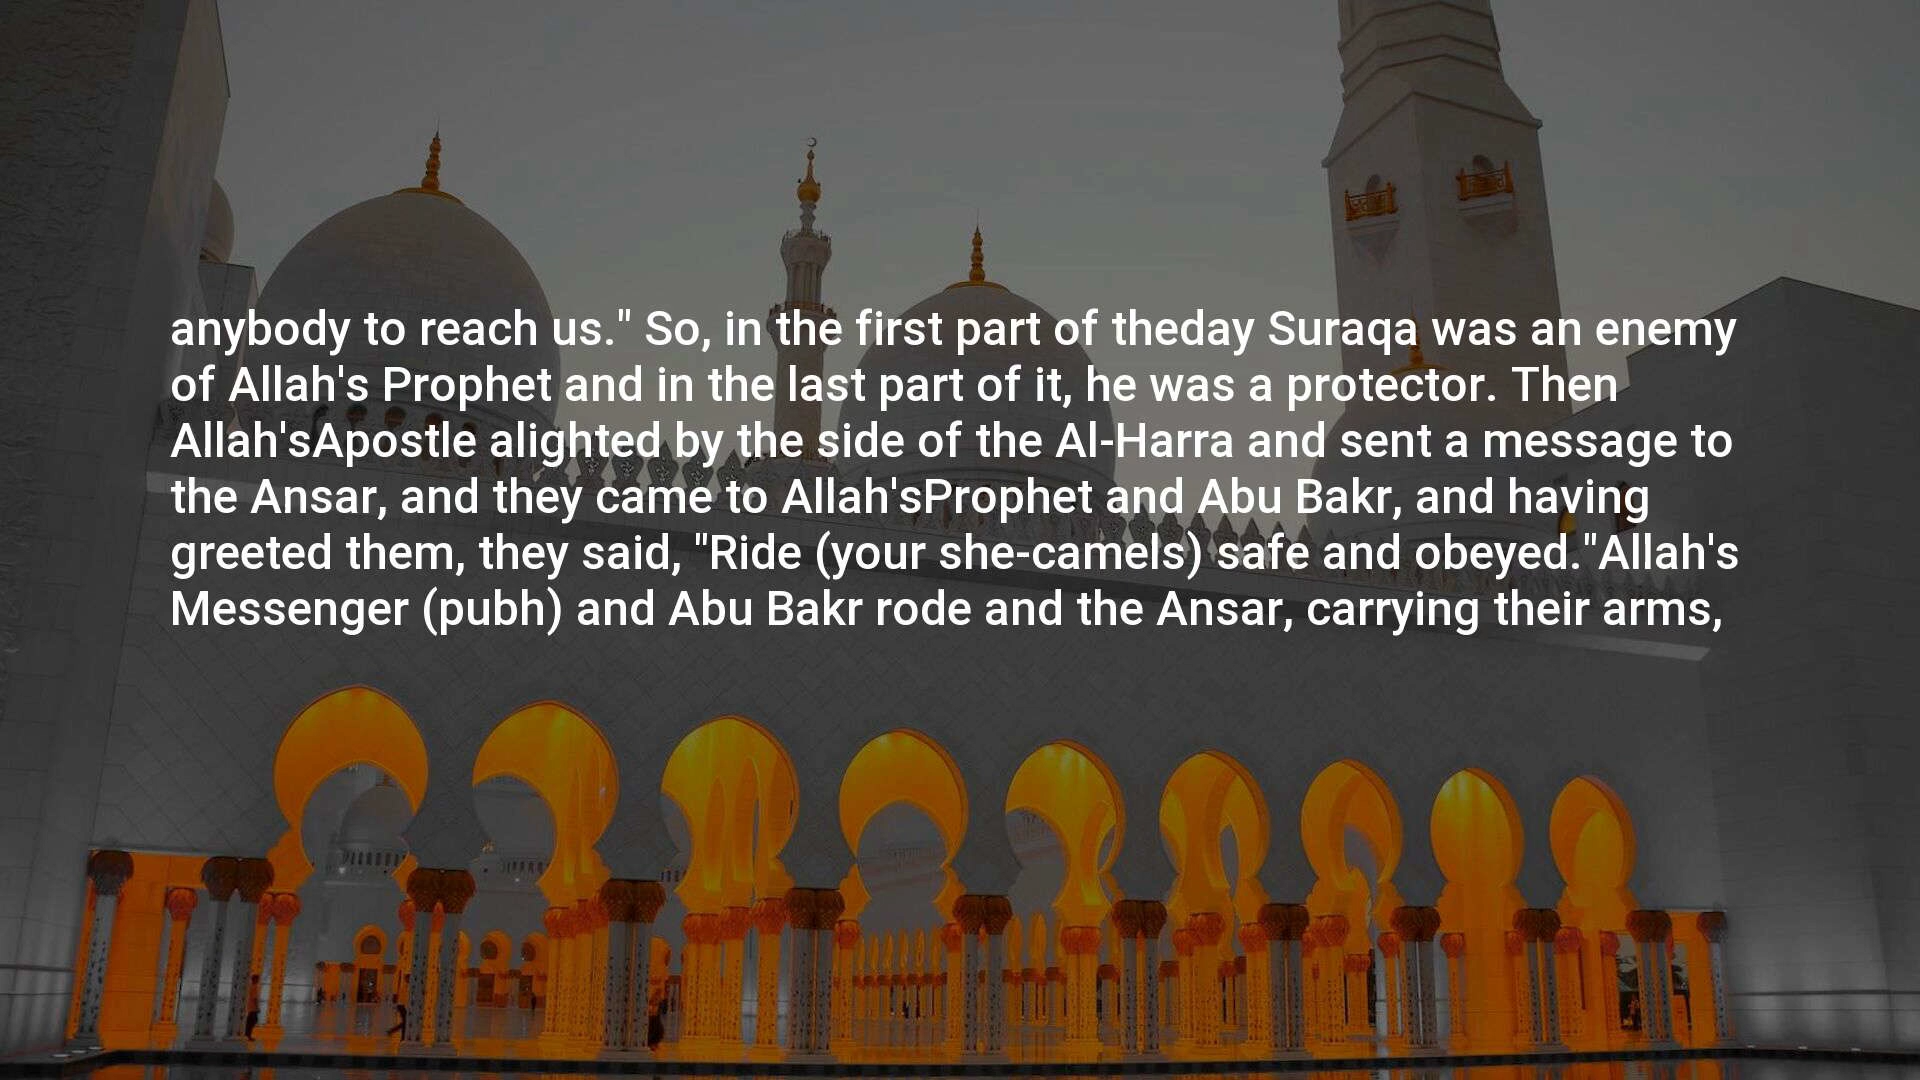 anybody to reach us." So, in the first part of theday Suraqa was an enemy
of Allah's Prophet and in the last part of it, he was a protector. Then
Allah'sApostle alighted by the side of the Al-Harra and sent a message to
the Ansar, and they came to Allah'sProphet and Abu Bakr, and having
greeted them, they said, "Ride (your she-camels) safe and obeyed."Allah's
Messenger (pubh) and Abu Bakr rode and the Ansar, carrying their arms,